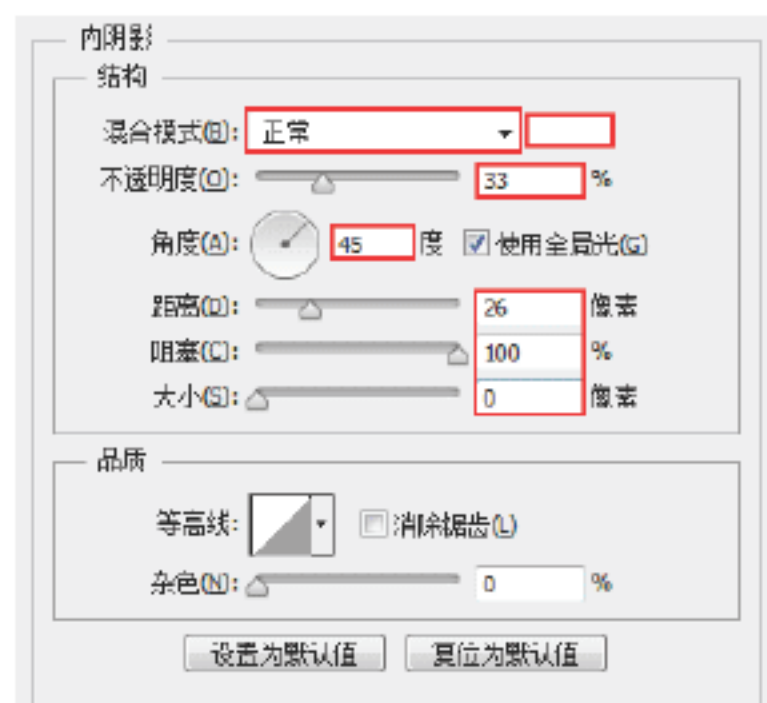 内阴影
结构
混合模式(B): 正常
不透明度(O): 33 %
角度(A): 45 度 使用全局光(G)
距离(D): 26 像素
阻塞(C): 100 %
大小(S): 0 像素
品质
等高线: 消除锯齿(L)
杂色(N): 0 %
设置为默认值 复位为默认值